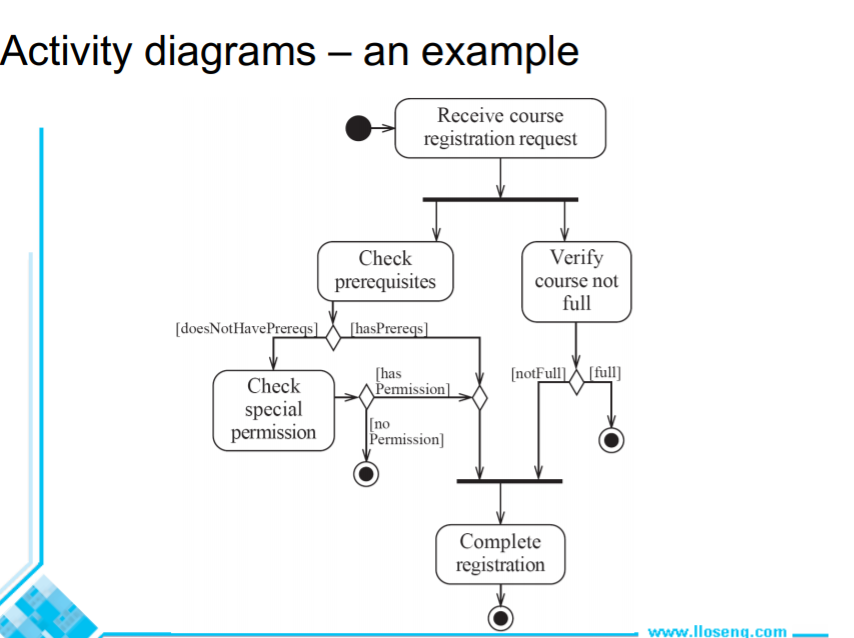 Activity diagrams – an example
Receive course
registration request
Check
prerequisites
Verify
course not
full
[doesNotHavePrereqs]
[hasPrereqs]
Check
special
permission
[has
Permission]
[no
Permission]
[notFull]
[full]
Complete
registration
www.lloseng.com